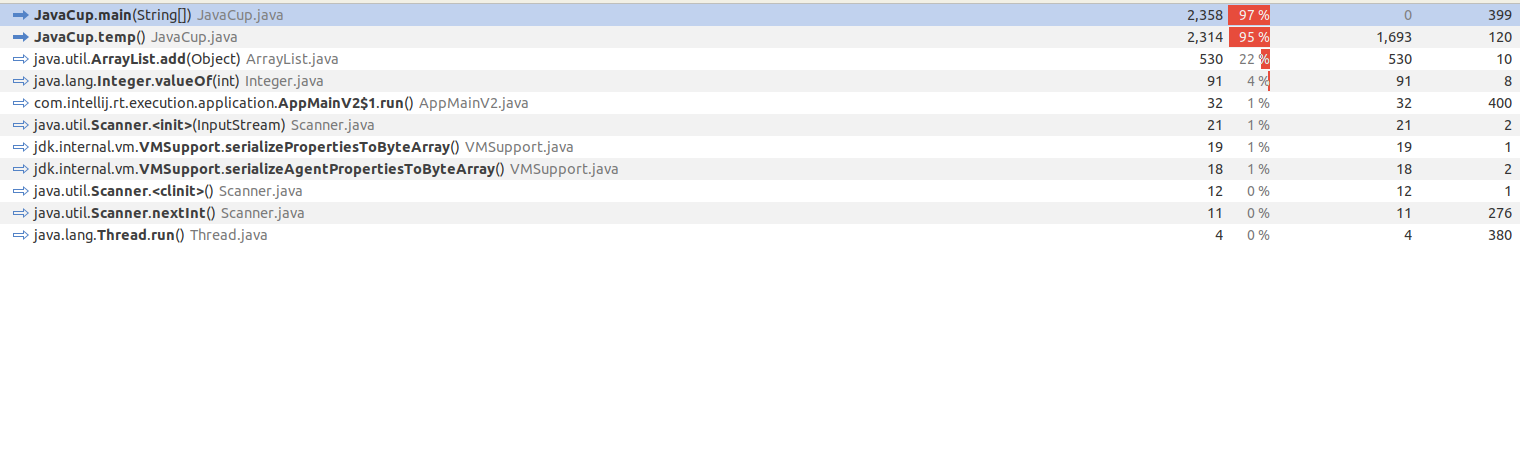 JavaCup.main(String[]) JavaCup.java 2,358 97 % 0 399
JavaCup.temp() JavaCup.java 2,314 95 % 1,693 120
java.util.ArrayList.add(Object) ArrayList.java 530 22 % 530 10
java.lang.Integer.valueOf(int) Integer.java 91 4 % 91 8
com.intellij.rt.execution.application.AppMainV2$1.run() AppMainV2.java 32 1 % 32 400
java.util.Scanner.<init>(InputStream) Scanner.java 21 1 % 21 2
jdk.internal.vm.VMSupport.serializePropertiesToByteArray() VMSupport.java 19 1 % 19 1
jdk.internal.vm.VMSupport.serializeAgentPropertiesToByteArray() VMSupport.java 18 1 % 18 2
java.util.Scanner.<clinit>() Scanner.java 12 0 % 12 1
java.util.Scanner.nextInt() Scanner.java 11 0 % 11 276
java.lang.Thread.run() Thread.java 4 0 % 4 380